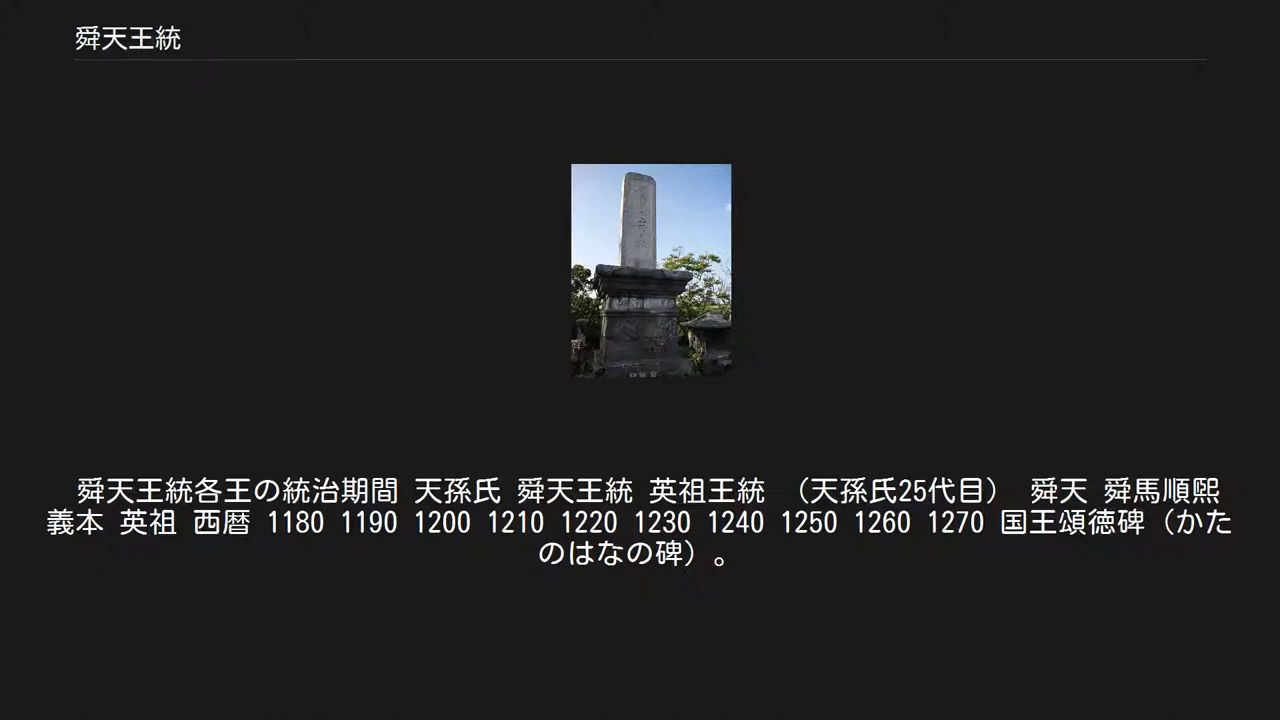 舜天王統
舜天王統各王の統治期間 天孫氏 舜天王統 英祖王統 （天孫氏25代目） 舜天 舜馬順熙
義本 英祖 西暦 1180 1190 1200 1210 1220 1230 1240 1250 1260 1270 国王頌徳碑（かた
のはなの碑）。